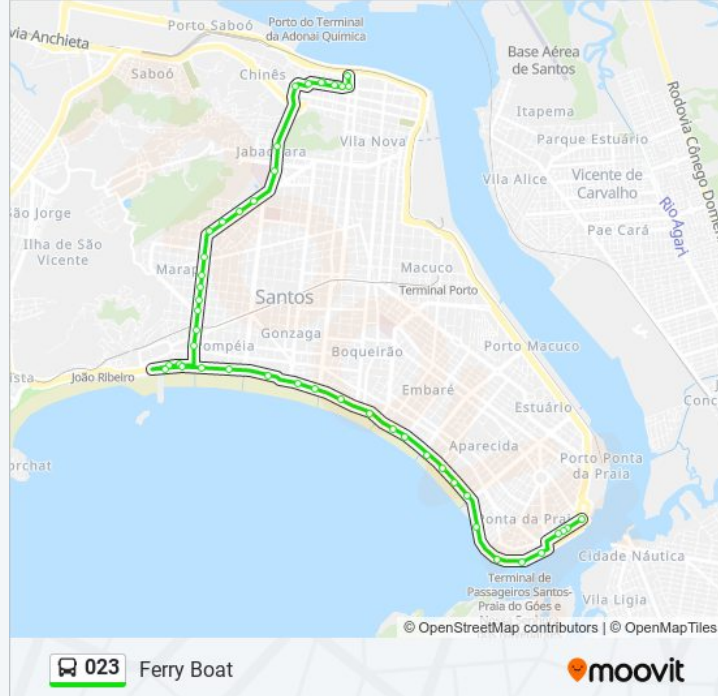 Porto Saboó
Porto do Terminal
da Adonai Química
via Anchieta
Saboó
Chinês
Base Aérea
de Santos
Itapema
Rodovia Cônego Domen
Vila Nova
Parque Estuário
Jabaquara
Vila Alice
Vicente de
Carvalho
São Jorge
Rio Agari
Ilha de São
Vicente
Pae Cará
Marap
Macuco
Santos
Terminal Porto
Gonzaga
Pompéia
Boqueirão
Porto Macuco
João Ribeiro
Embaré
Estuário
Conc
orchat
Aparecida
Porto Ponta
da Praia
Ponta da Prai
Cidade Náutica
Terminal de
Passageiros Santos-
Praia do Góes e
Vila Ligia
© OpenStreetMap contributors | © OpenMapTiles
023 Ferry Boat
moovit